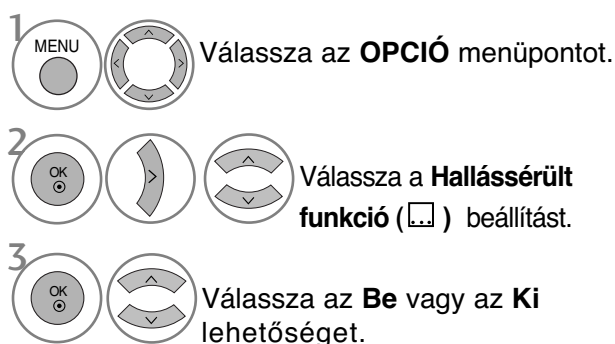 1
MENU
Válassza az OPCIÓ menüpontot.
2
OK
Válassza a Hallássérült
funkció ( ... ) beállítást.
3
OK
Válassza az Be vagy az Ki
lehetőséget.